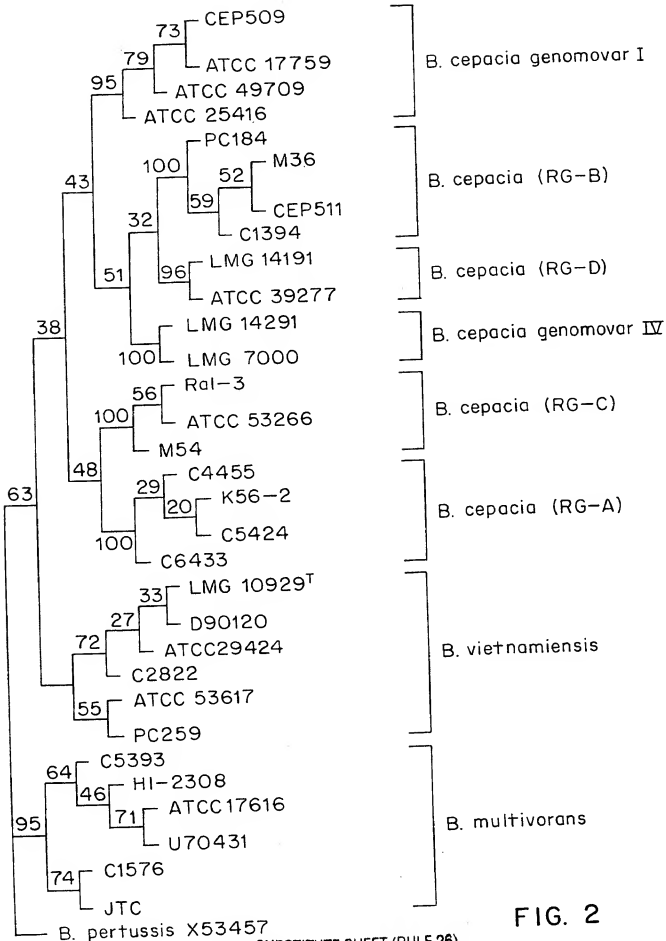 CEP509
73
79
ATCC 17759
95
ATCC 49709
ATCC 25416
B. cepacia genomovar I
PC184
100
M36
52
43
59
CEP511
32
C1394
B. cepacia (RG-B)
LMG 14191
51
96
ATCC 39277
B. cepacia (RG-D)
38
LMG 14291
100
LMG 7000
B. cepacia genomovar IV
Ral-3
56
100
ATCC 53266
M54
B. cepacia (RG-C)
48
C4455
29
K56-2
20
63
C5424
100
C6433
B. cepacia (RG-A)
LMG 10929T
33
27
D90120
72
ATCC29424
C2822
ATCC 53617
55
PC259
B. vietnamiensis
C5393
64
HI-2308
46
ATCC17616
71
95
U70431
C1576
74
JTC
B. multivorans
B. pertussis X53457
FIG. 2
SUBSTITUTE SHEET (RULE 26)